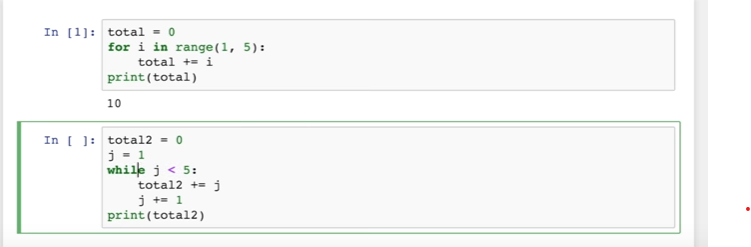 In [1]: total = 0
for i in range(1, 5):
    total += i
print(total)
10
In [ ]: total2 = 0
j = 1
while j < 5:
    total2 += j
    j += 1
print(total2)